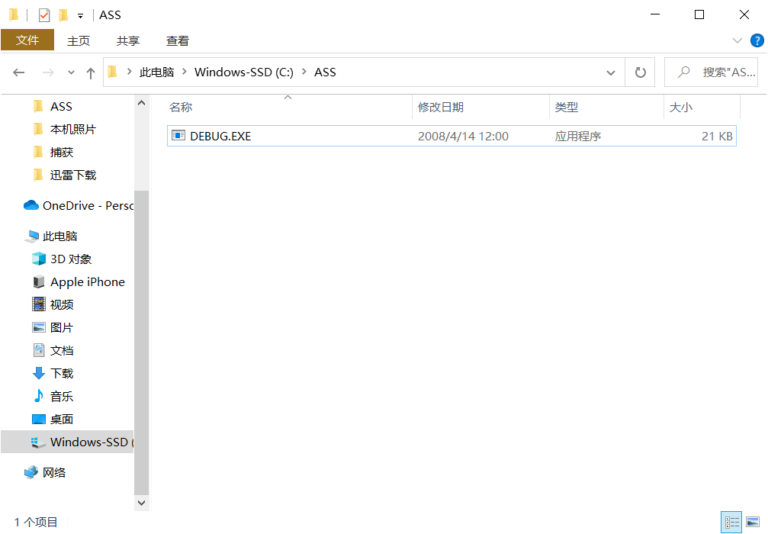 ASS
文件 主页 共享 查看
此电脑 Windows-SSD (C:) ASS 搜索"AS...
名称 修改日期 类型 大小
DEBUG.EXE 2008/4/14 12:00 应用程序 21 KB
ASS
本机照片
捕获
迅雷下载
OneDrive - Perso
此电脑
3D 对象
Apple iPhone
视频
图片
文档
下载
音乐
桌面
Windows-SSD (
网络
1 个项目